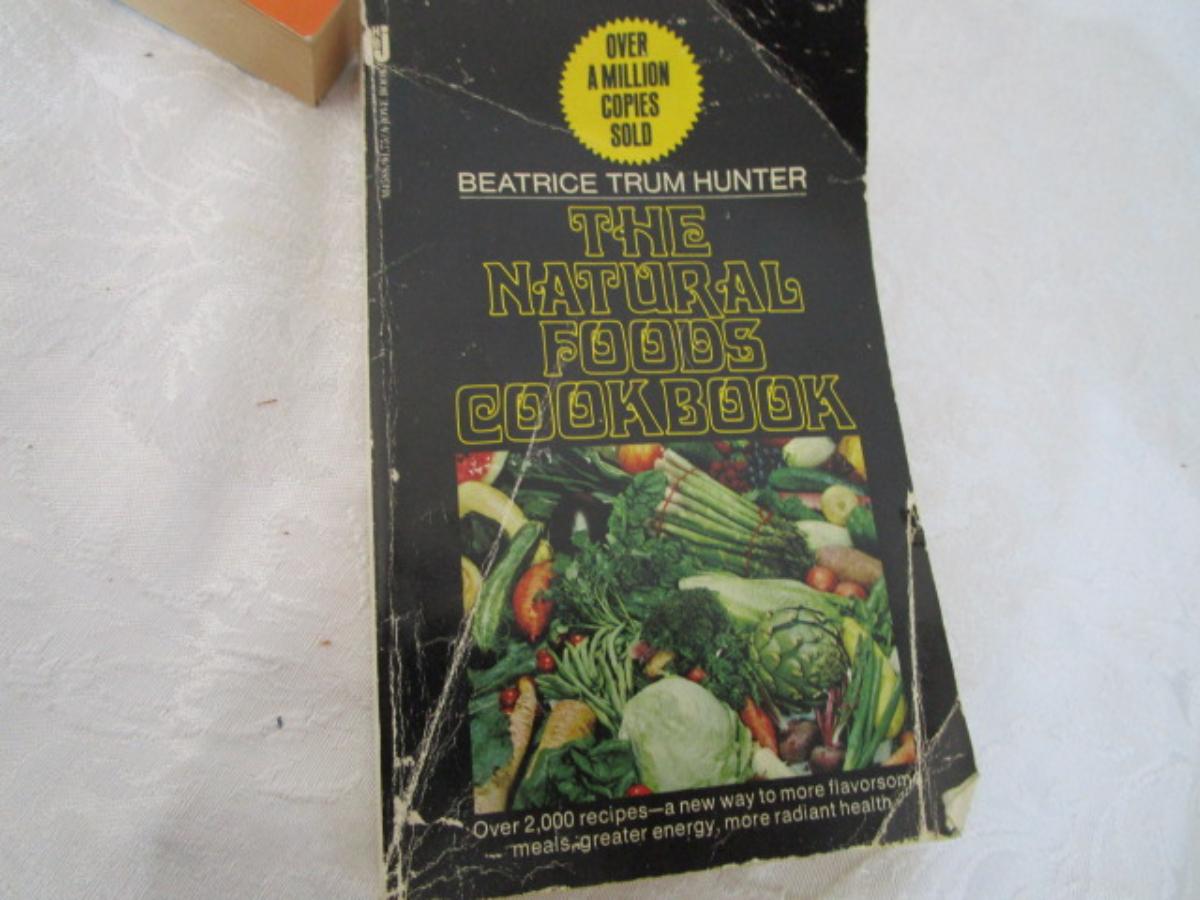 OVER
A MILLION
COPIES
SOLD
BEATRICE TRUM HUNTER
THE
NATURAL
FOODS
COOKBOOK
Over 2,000 recipes—a new way to more flavorsome
meals, greater energy, more radiant health